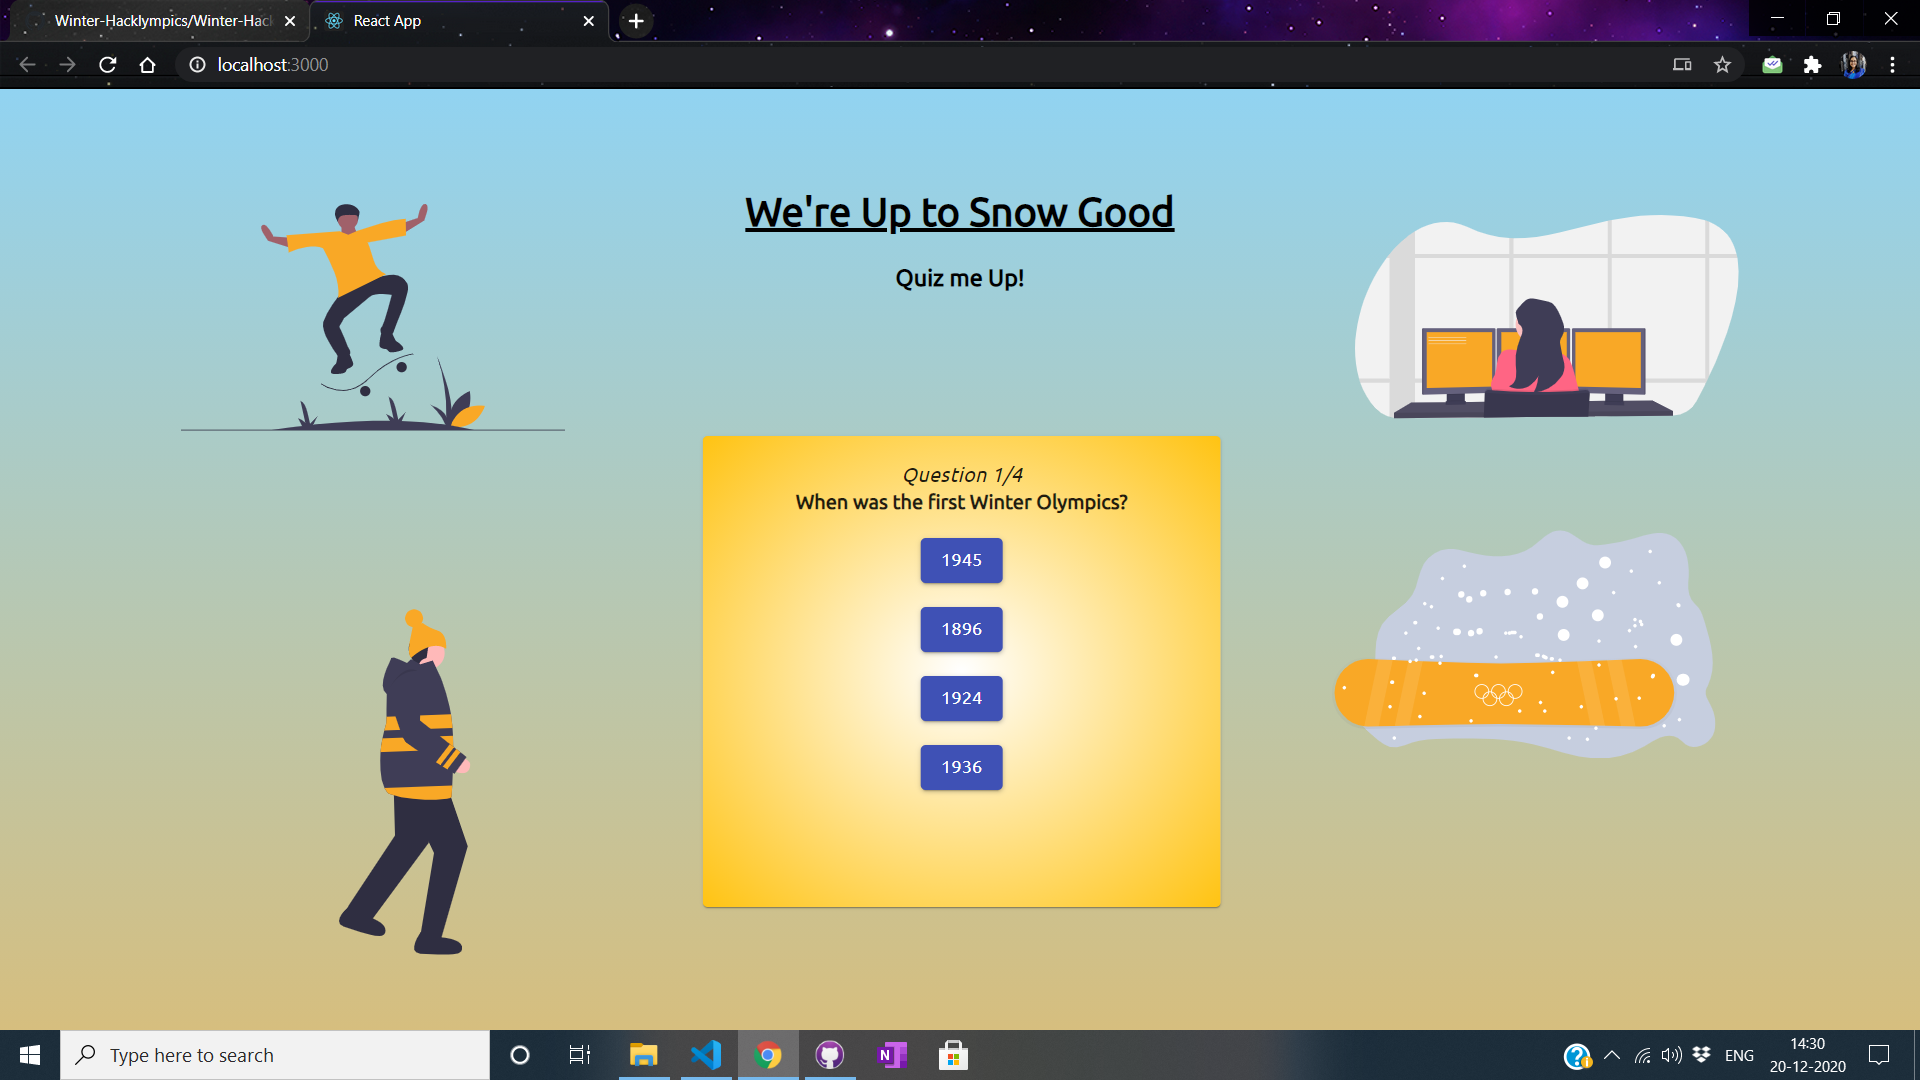 Winter-Hacklympics/Winter-Hack
React App
localhost:3000
We're Up to Snow Good
Quiz me Up!
Question 1/4
When was the first Winter Olympics?
1945
1896
1924
1936
Type here to search
N
ENG
14:30
20-12-2020